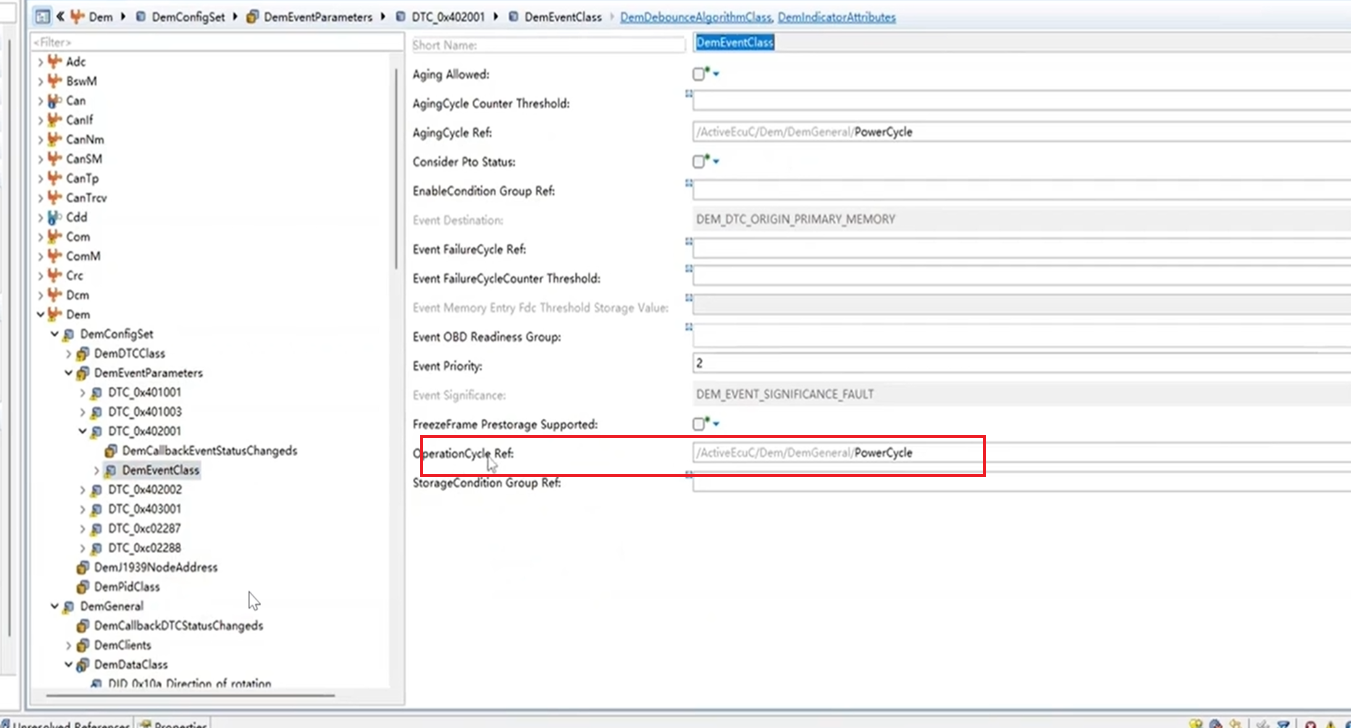 Dem DemConfigSet DemEventParameters DTC_0x402001 DemEventClass DemDebounceAlgorithmClass, DemIndicatorAttributes
<Filter>
Adc
BswM
Can
CanIf
CanNm
CanSM
CanTp
CanTrcv
Cdd
Com
ComM
Crc
Dcm
Dem
DemConfigSet
DemDTCClass
DemEventParameters
DTC_0x401001
DTC_0x401003
DTC_0x402001
DemCallbackEventStatusChangeds
DemEventClass
DTC_0x402002
DTC_0x403001
DTC_0xc02287
DTC_0xc02288
DemJ1939NodeAddress
DemPidClass
DemGeneral
DemCallbackDTCStatusChangeds
DemClients
DemDataClass
DID_0x10a_Direction_of_rotation
Short Name: DemEventClass
Aging Allowed:
AgingCycle Counter Threshold:
AgingCycle Ref: /ActiveEcuC/Dem/DemGeneral/PowerCycle
Consider Pto Status:
EnableCondition Group Ref:
Event Destination: DEM_DTC_ORIGIN_PRIMARY_MEMORY
Event FailureCycle Ref:
Event FailureCycleCounter Threshold:
Event Memory Entry Fdc Threshold Storage Value:
Event OBD Readiness Group:
Event Priority: 2
Event Significance: DEM_EVENT_SIGNIFICANCE_FAULT
FreezeFrame Prestorage Supported:
OperationCycle Ref: /ActiveEcuC/Dem/DemGeneral/PowerCycle
StorageCondition Group Ref:
Unresolved References Properties